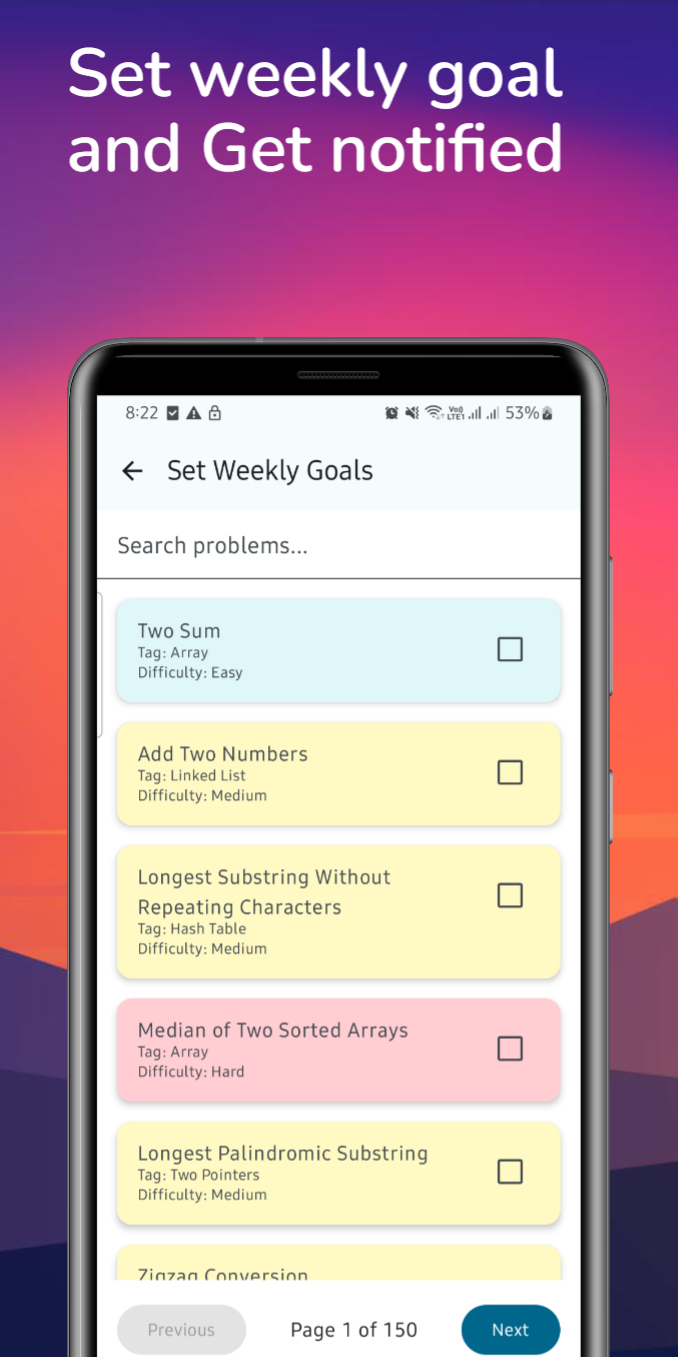 Set weekly goal
and Get notified
8:22
Vo))
LTE1
53%
Set Weekly Goals
Search problems...
Two Sum
Tag: Array
Difficulty: Easy
Add Two Numbers
Tag: Linked List
Difficulty: Medium
Longest Substring Without
Repeating Characters
Tag: Hash Table
Difficulty: Medium
Median of Two Sorted Arrays
Tag: Array
Difficulty: Hard
Longest Palindromic Substring
Tag: Two Pointers
Difficulty: Medium
Zigzag Conversion
Previous
Page 1 of 150
Next